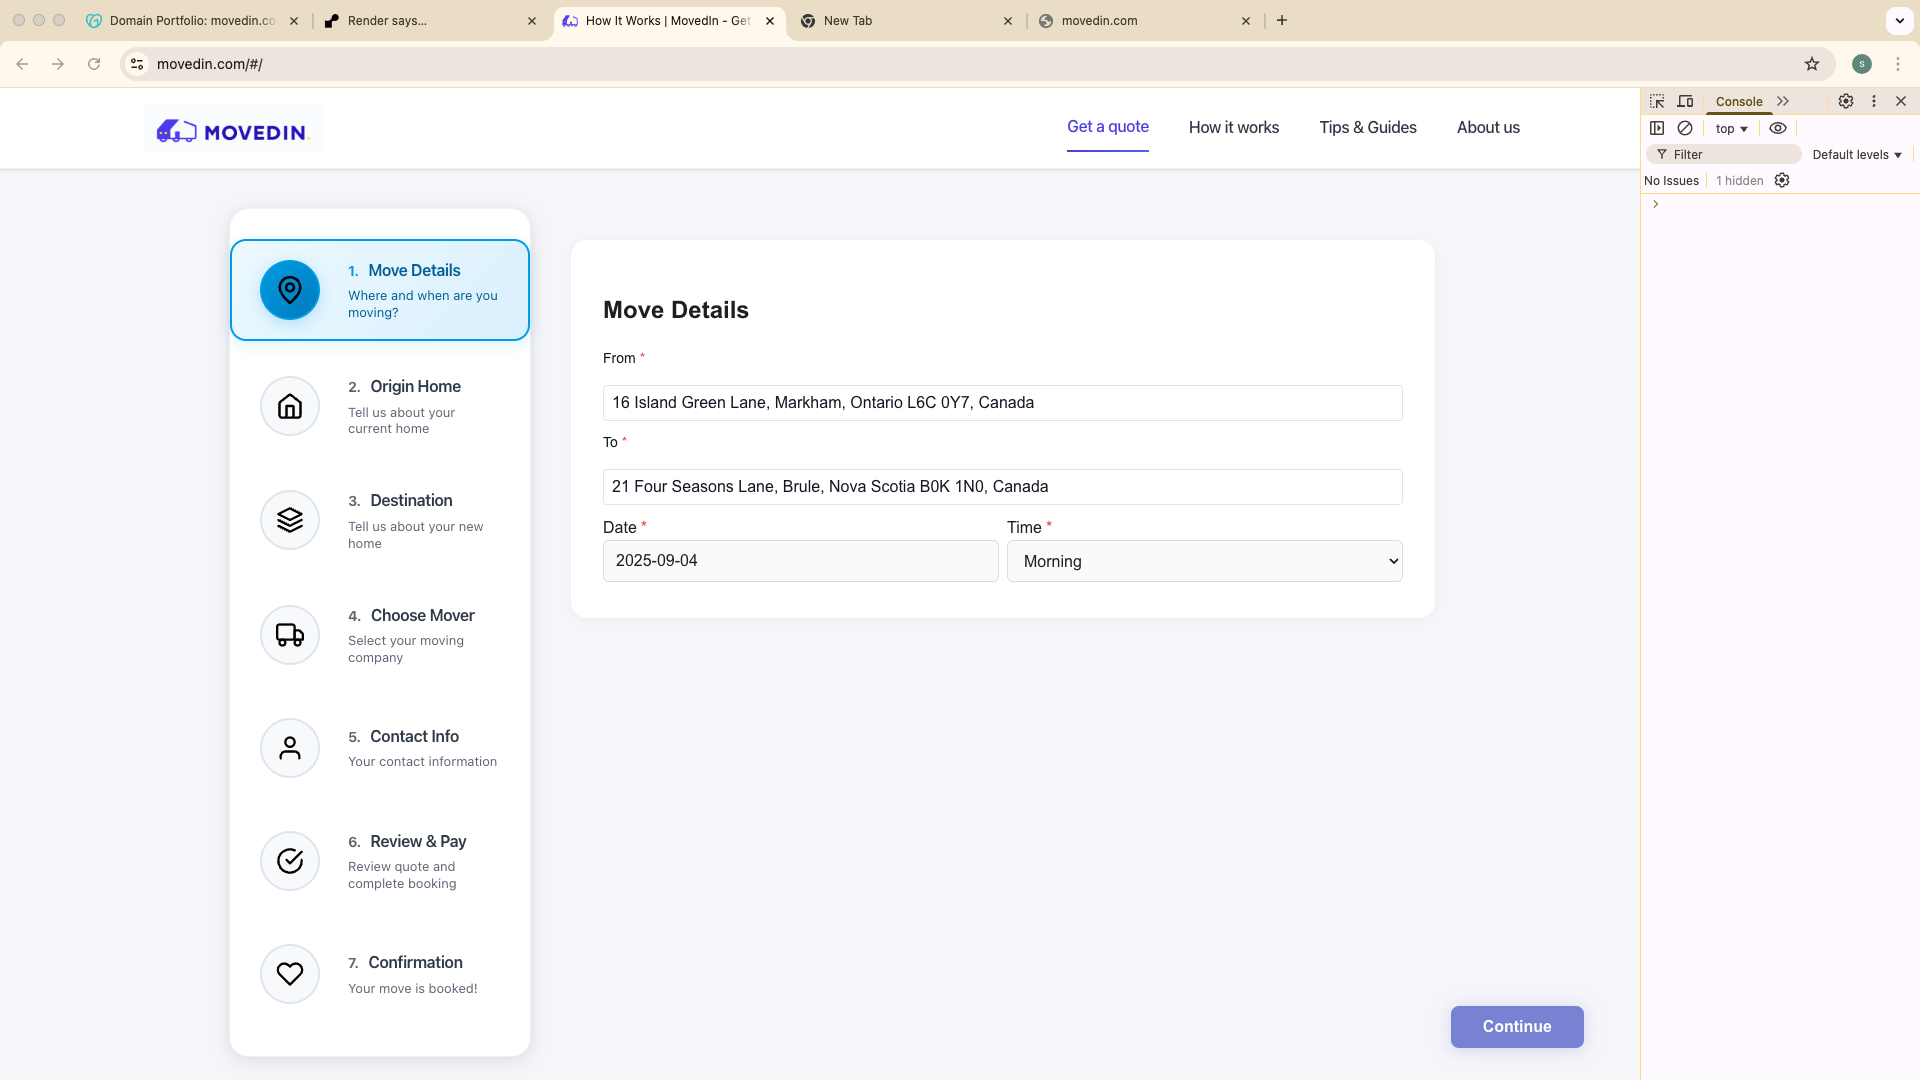 Domain Portfolio: movedin.co
Render says...
How It Works | MovedIn - Get
New Tab
movedin.com
movedin.com/#/
S
MOVEDIN.
Get a quote
How it works
Tips & Guides
About us
Console
top
Filter
Default levels
No Issues
1 hidden
1. Move Details
Where and when are you
moving?
2. Origin Home
Tell us about your
current home
3. Destination
Tell us about your new
home
4. Choose Mover
Select your moving
company
5. Contact Info
Your contact information
6. Review & Pay
Review quote and
complete booking
7. Confirmation
Your move is booked!
Move Details
From *
16 Island Green Lane, Markham, Ontario L6C 0Y7, Canada
To *
21 Four Seasons Lane, Brule, Nova Scotia B0K 1N0, Canada
Date *
Time *
2025-09-04
Morning
Continue